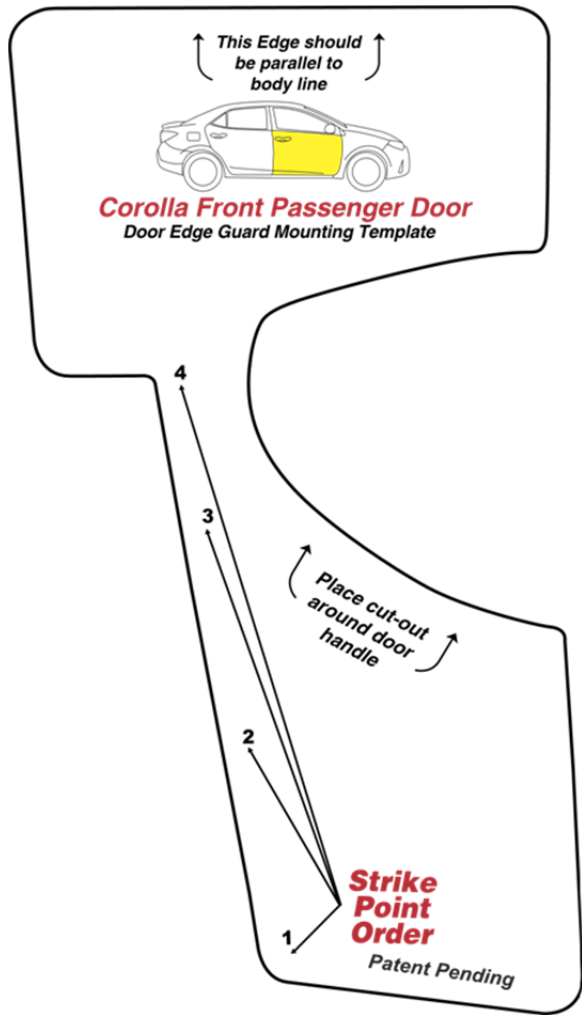 This Edge should
be parallel to
body line
Corolla Front Passenger Door
Door Edge Guard Mounting Template
4
3
Place cut-out
around door
handle
2
Strike
Point
Order
1
Patent Pending